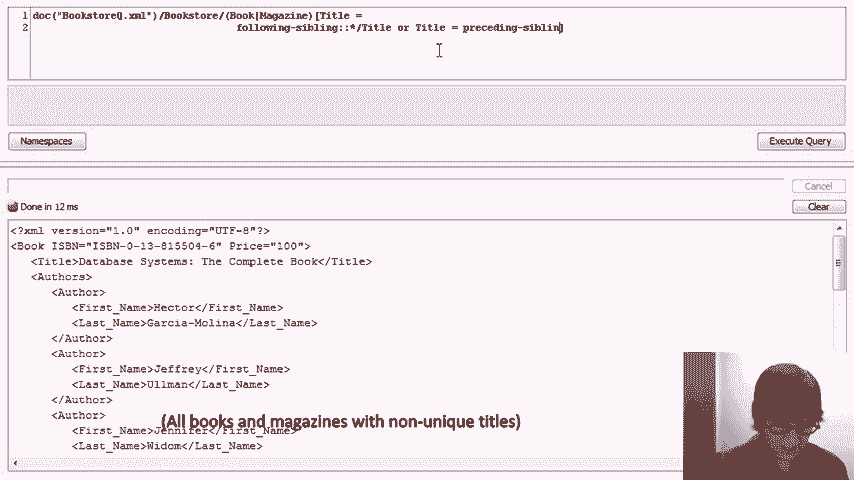 1 doc("BookstoreQ.xml")/Bookstore/(Book|Magazine)[Title =
2 following-sibling::*/Title or Title = preceding-siblin]
Namespaces
Execute Query
Cancel
Done in 12 ms
Clear
<?xml version="1.0" encoding="UTF-8"?>
<Book ISBN="ISBN-0-13-815504-6" Price="100">
<Title>Database Systems: The Complete Book</Title>
<Authors>
<Author>
<First_Name>Hector</First_Name>
<Last_Name>Garcia-Molina</Last_Name>
</Author>
<Author>
<First_Name>Jeffrey</First_Name>
<Last_Name>Ullman</Last_Name>
</Author>
<Author>
(All books and magazines with non-unique titles)
<First_Name>Jennifer</First_Name>
<Last_Name>Widom</Last_Name>